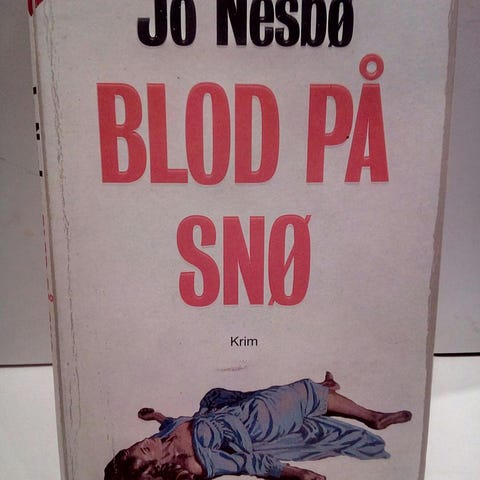 Jo Nesbø
BLOD PÅ
SNØ
Krim